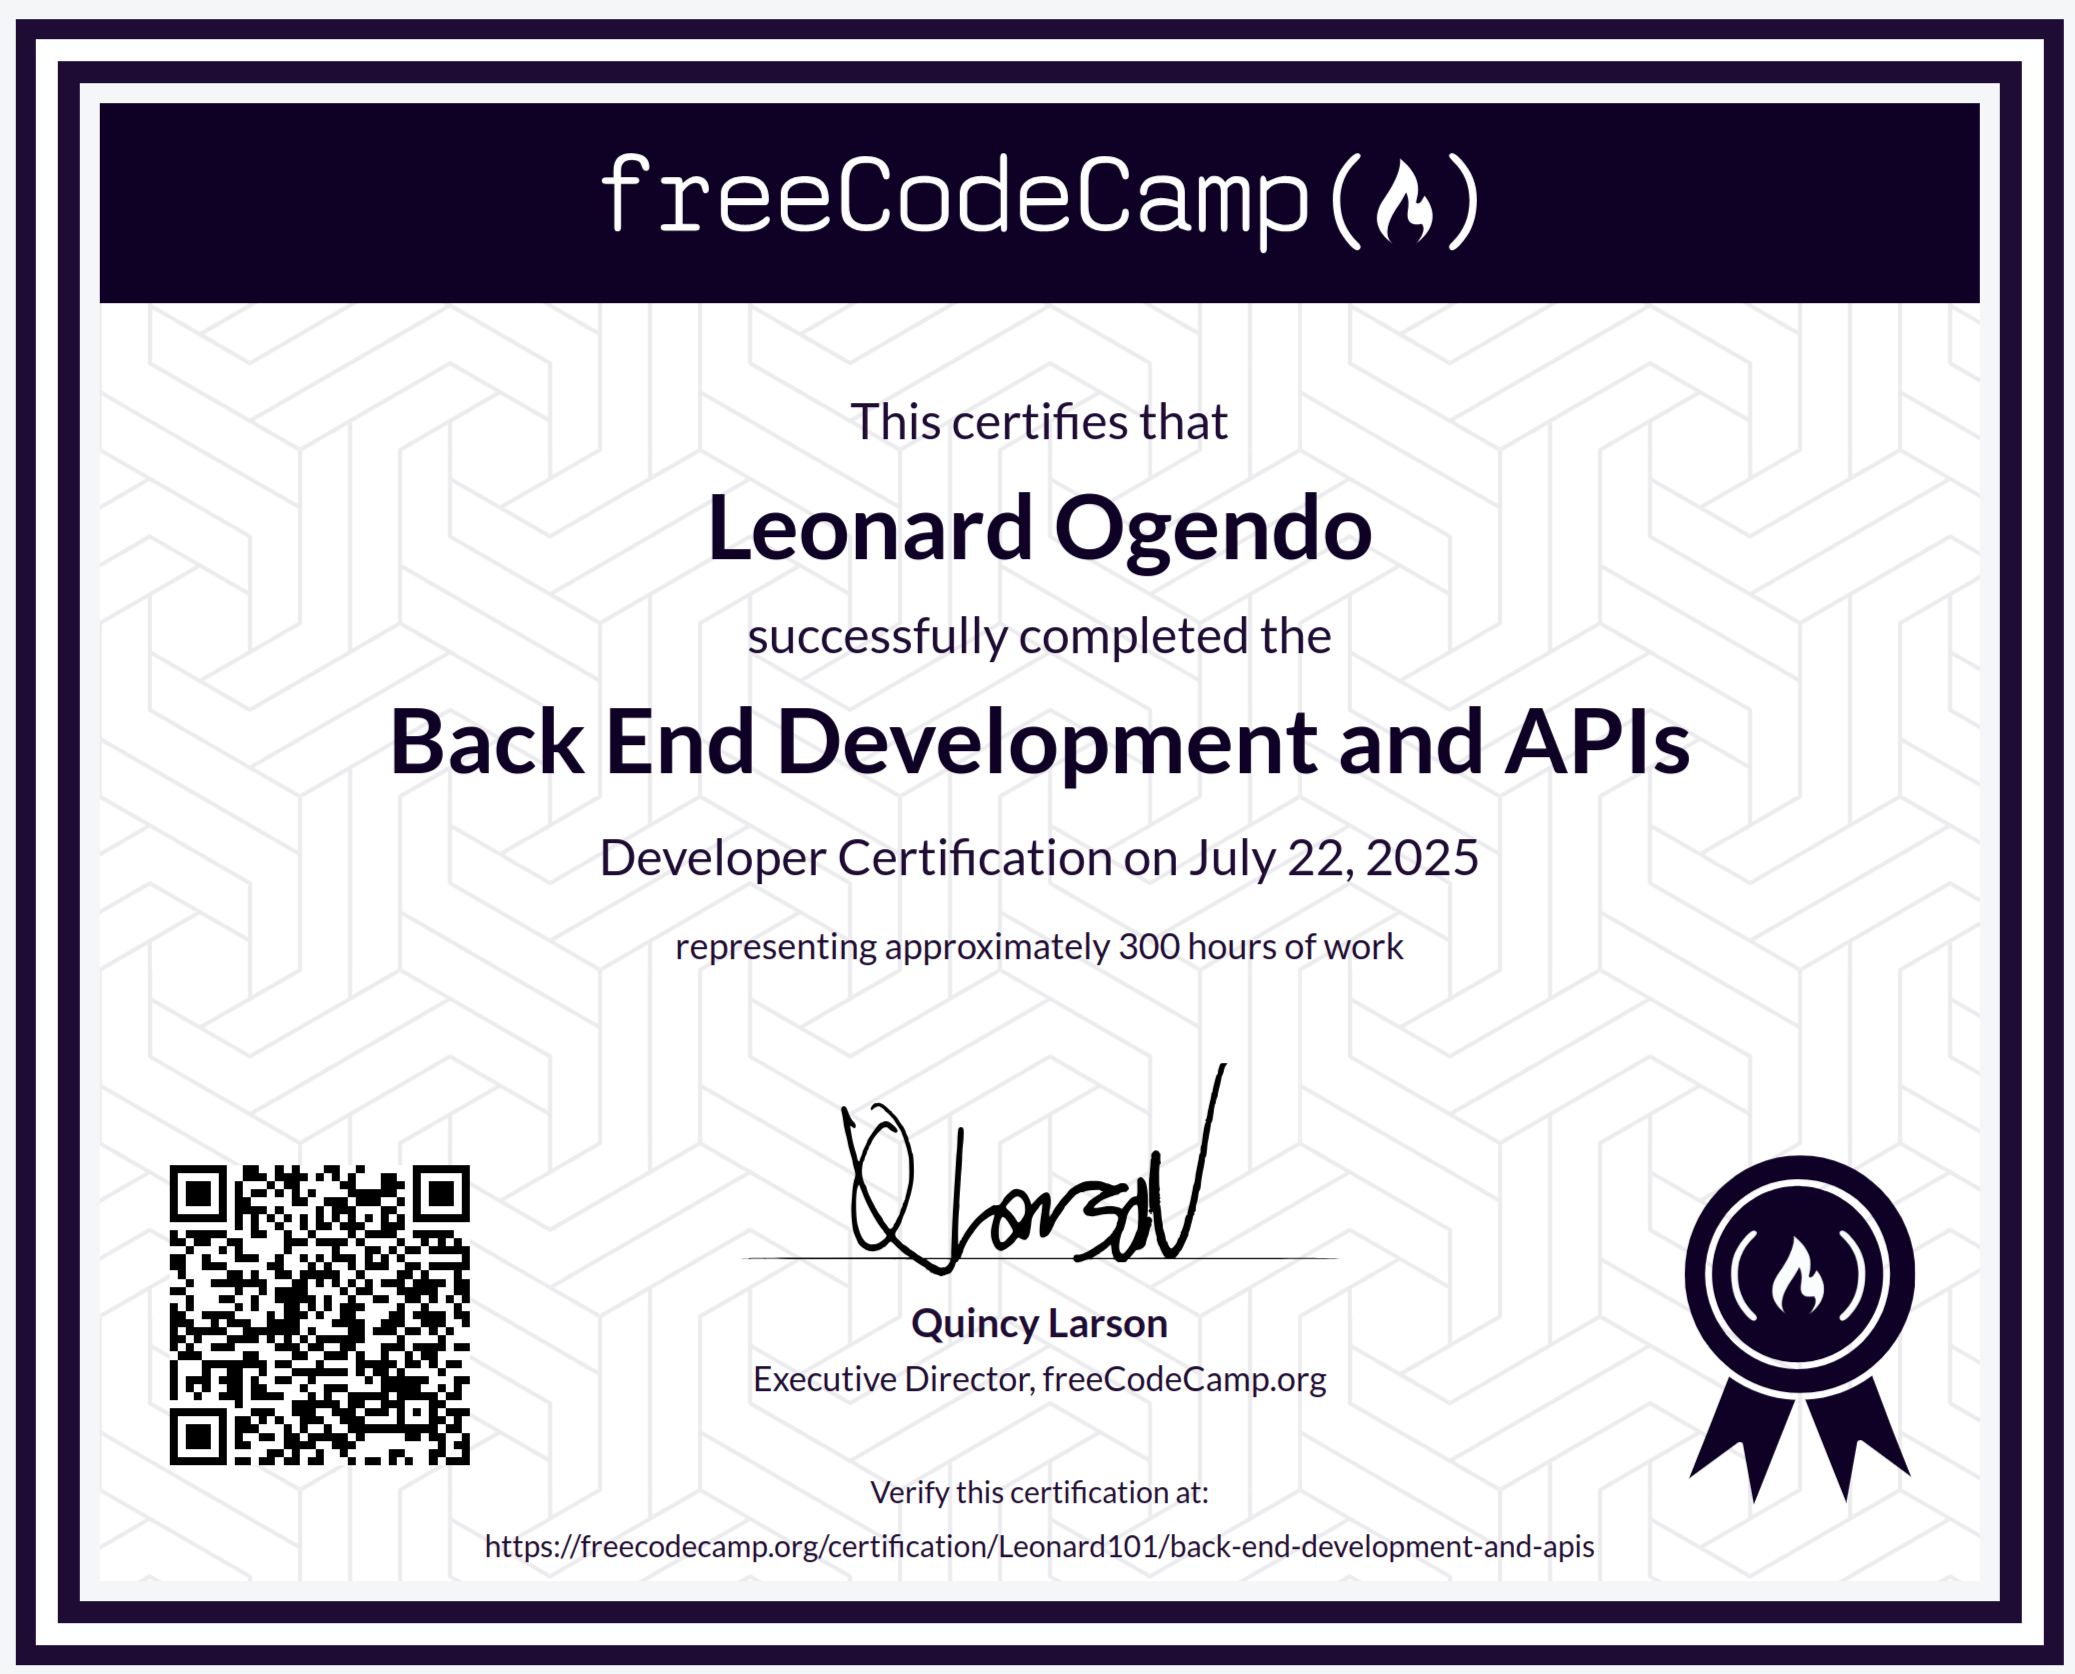 freeCodeCamp
This certifies that
Leonard Ogendo
successfully completed the
Back End Development and APIs
Developer Certification on July 22, 2025
representing approximately 300 hours of work
Q Larson
Quincy Larson
Executive Director, freeCodeCamp.org
Verify this certification at:
https://freecodecamp.org/certification/Leonard101/back-end-development-and-apis